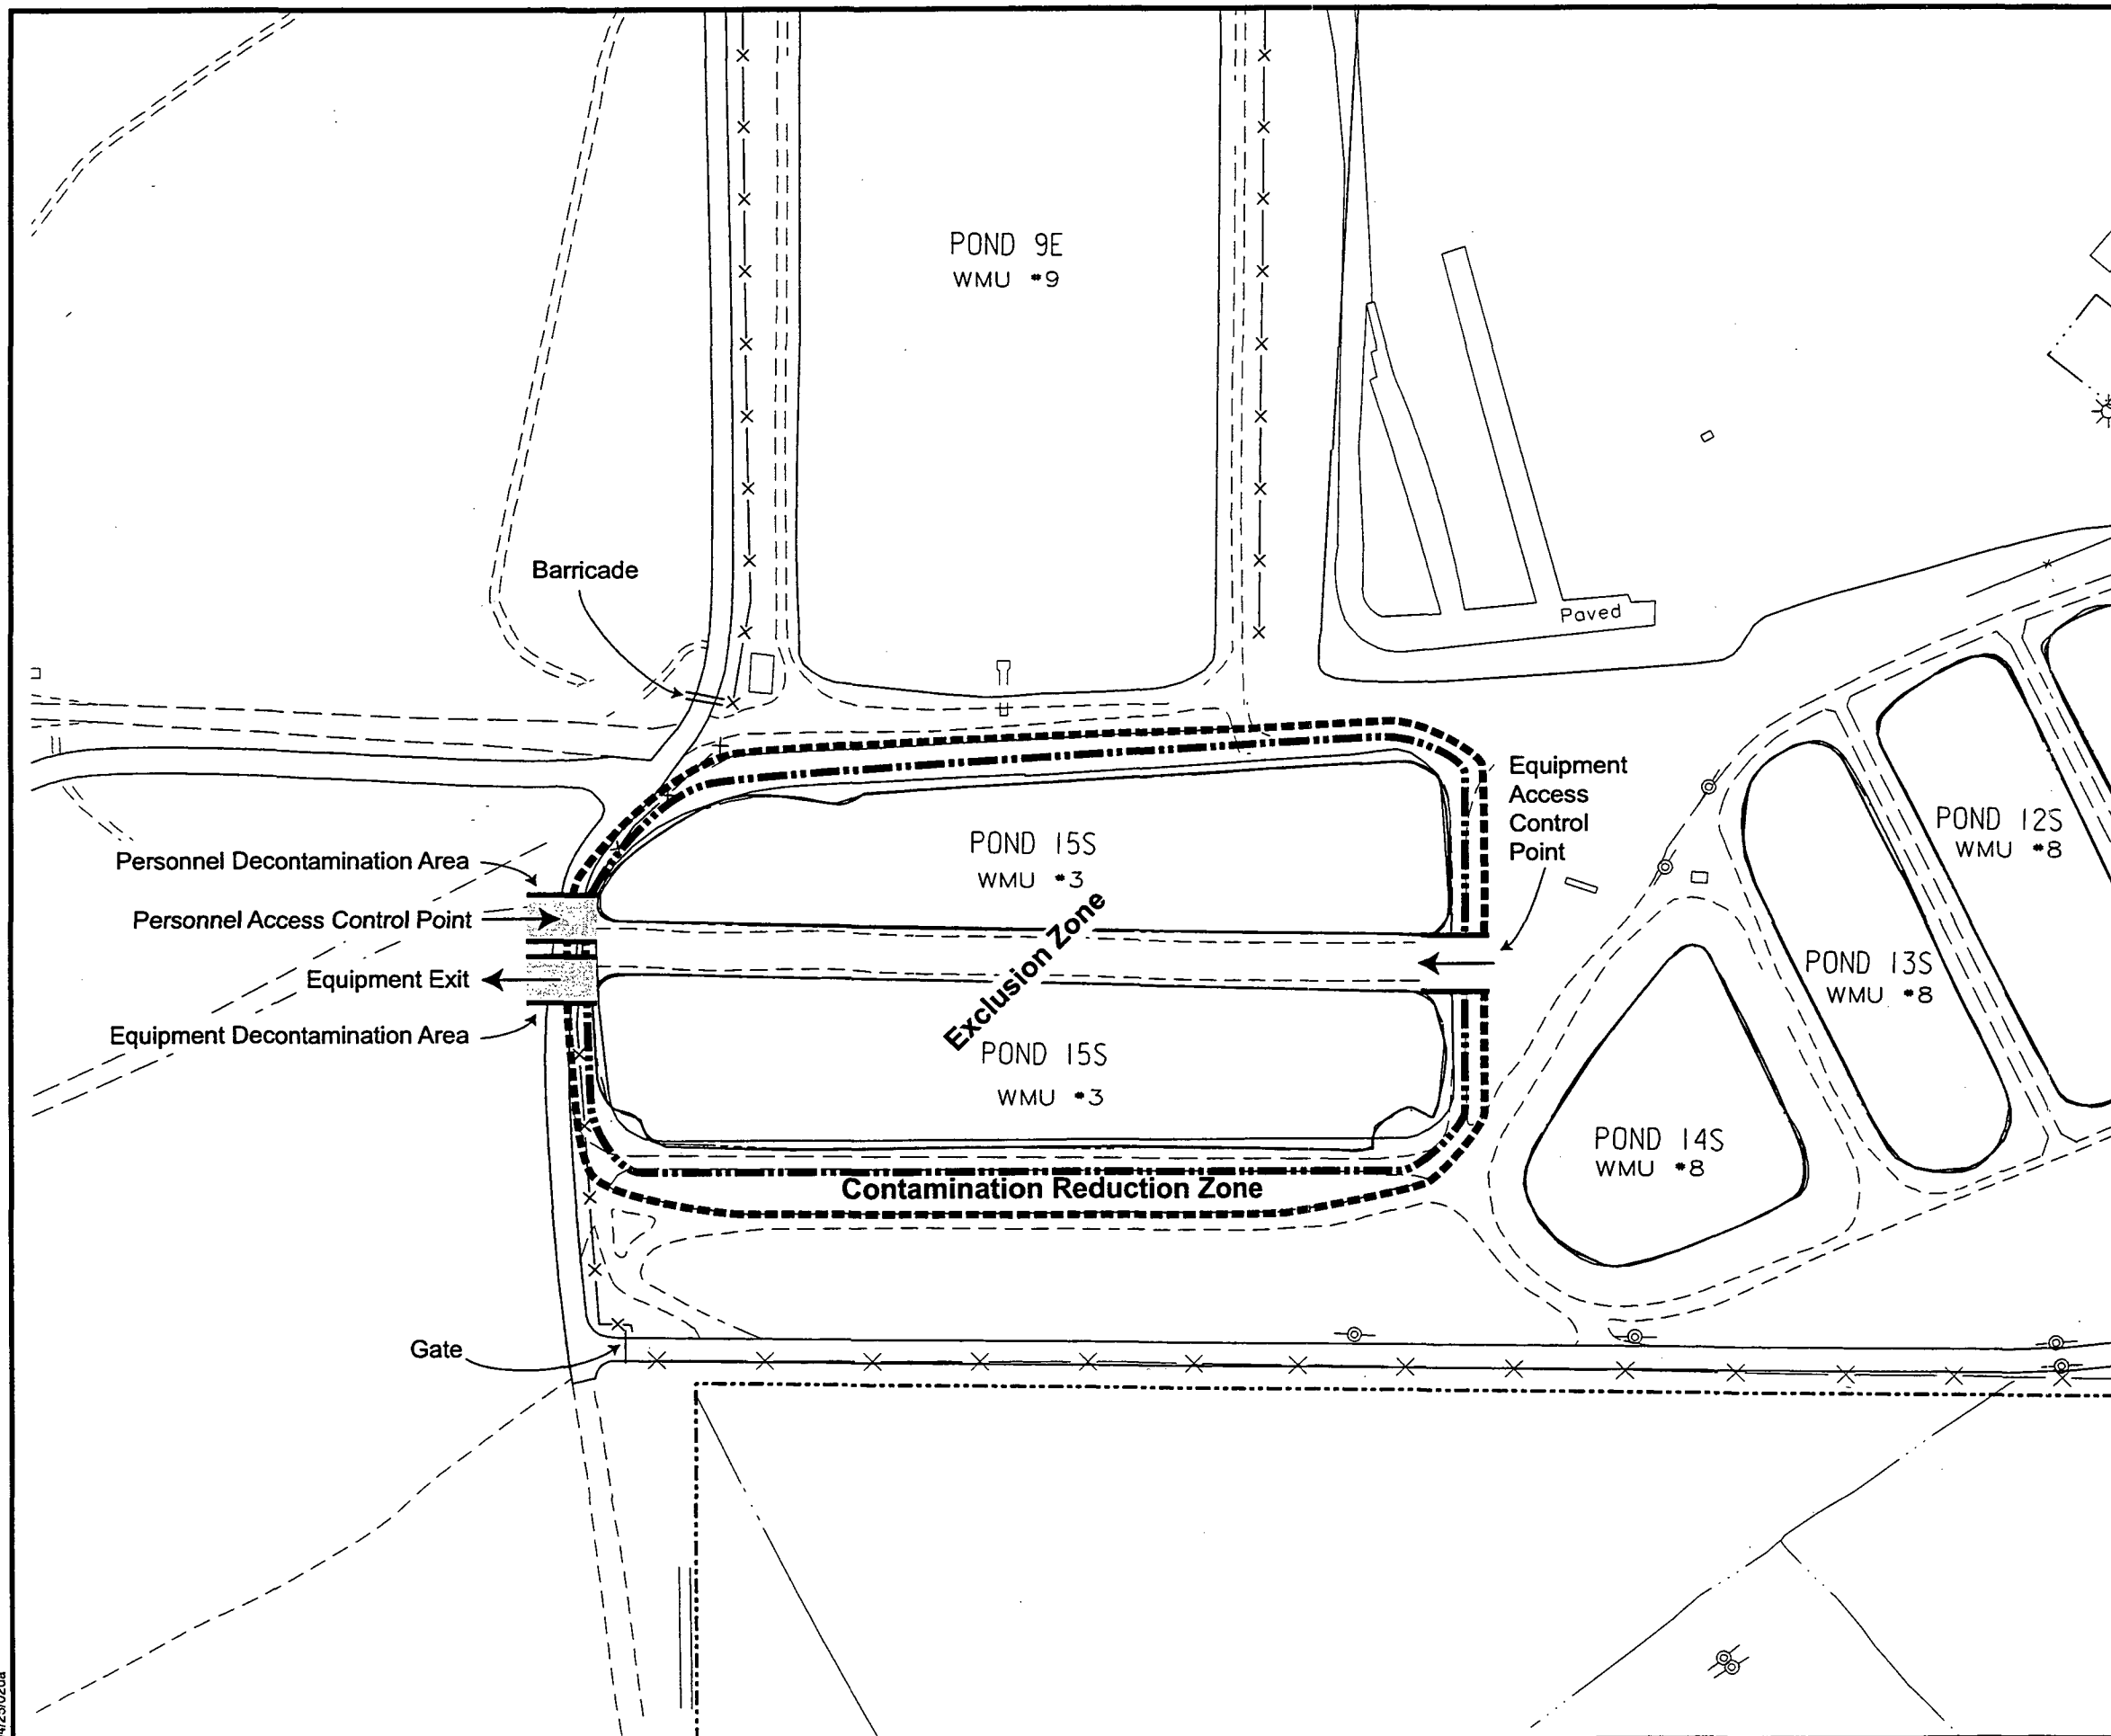 POND 9E
WMU #9
Barricade
Paved
Equipment
Access
Control
Point
POND 15S
WMU #3
POND 12S
WMU #8
Personnel Decontamination Area
Personnel Access Control Point
Exclusion Zone
Equipment Exit
POND 13S
WMU #8
Equipment Decontamination Area
POND 15S
WMU #3
POND 14S
WMU #8
Contamination Reduction Zone
Gate